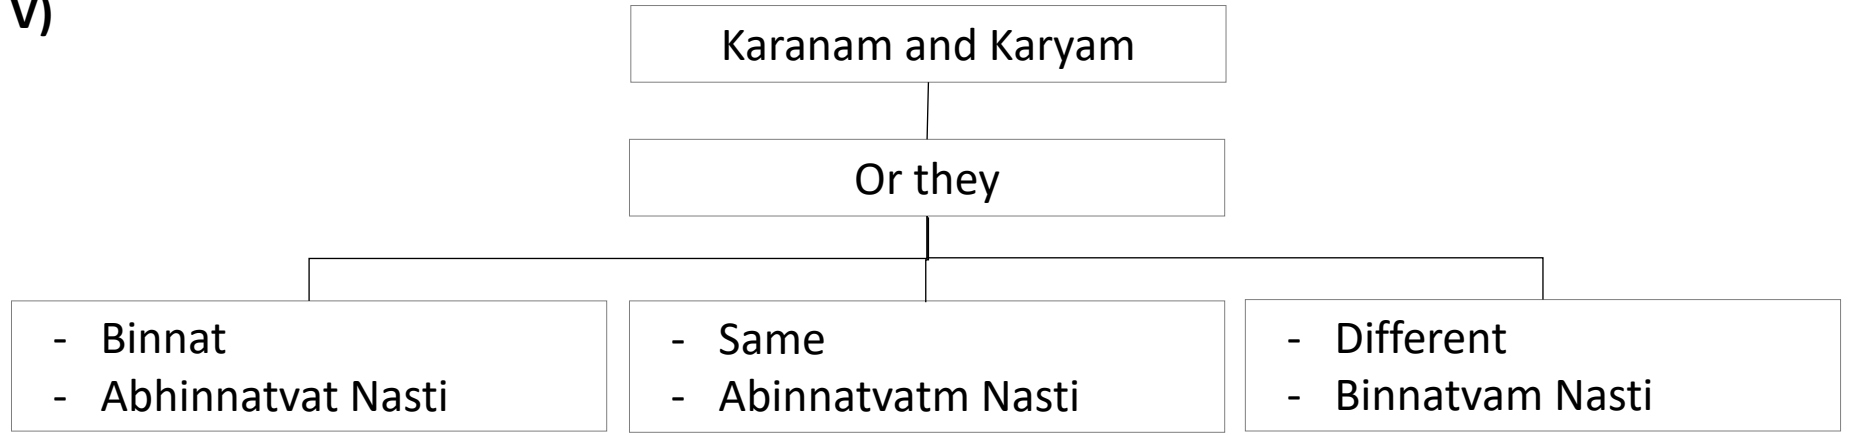 V)
Karanam and Karyam
Or they
- Binnat
- Abhinnatvat Nasti
- Same
- Abinnatvatm Nasti
- Different
- Binnatvam Nasti